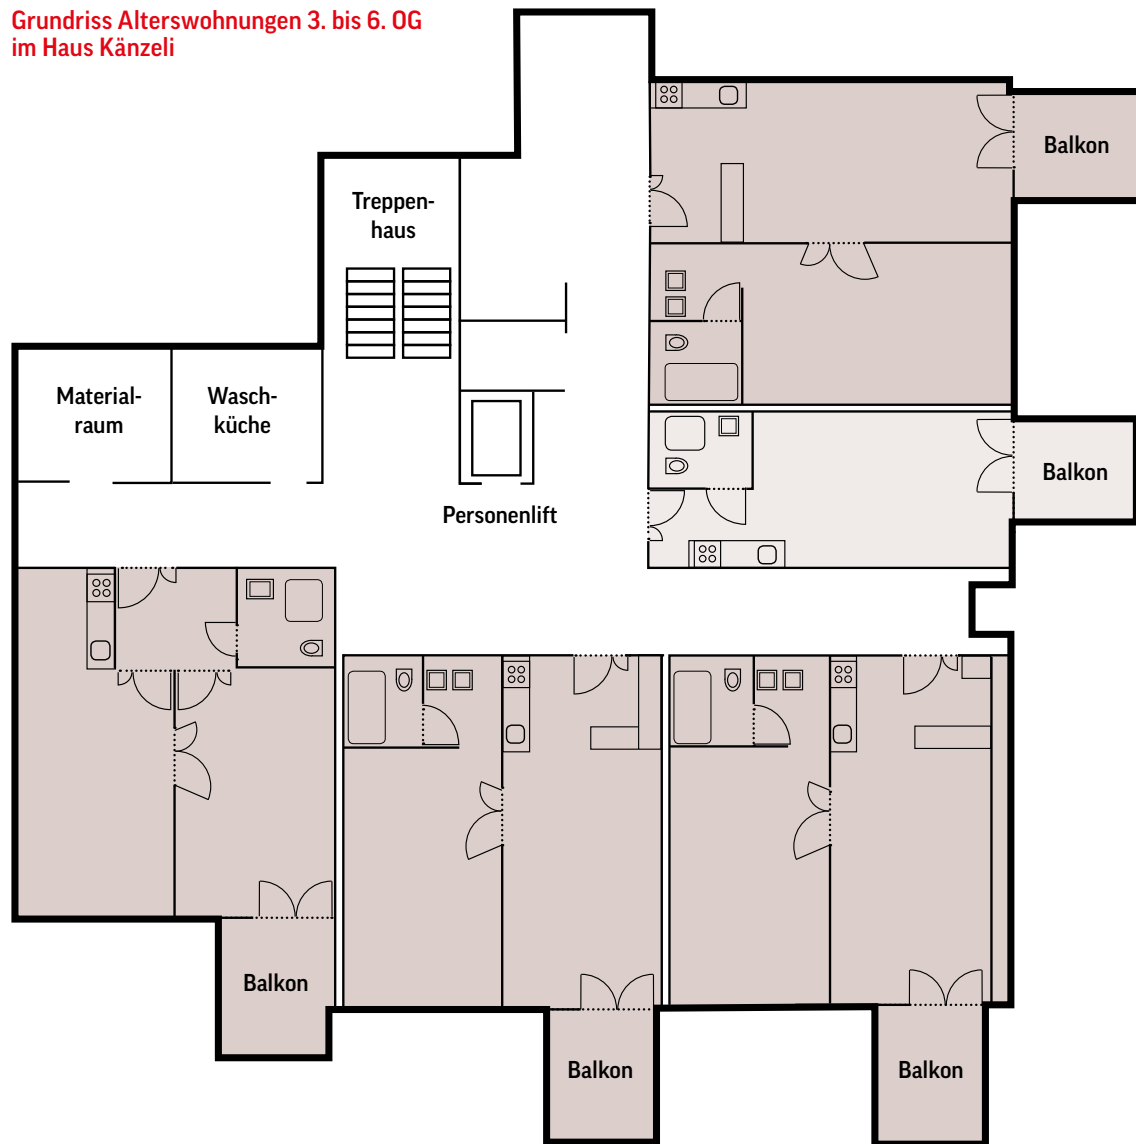 Grundriss Alterswohnungen 3. bis 6. OG
im Haus Känzeli
Balkon
Treppen-
haus
Material-
raum
Wasch-
küche
Balkon
Personenlift
Balkon
Balkon
Balkon